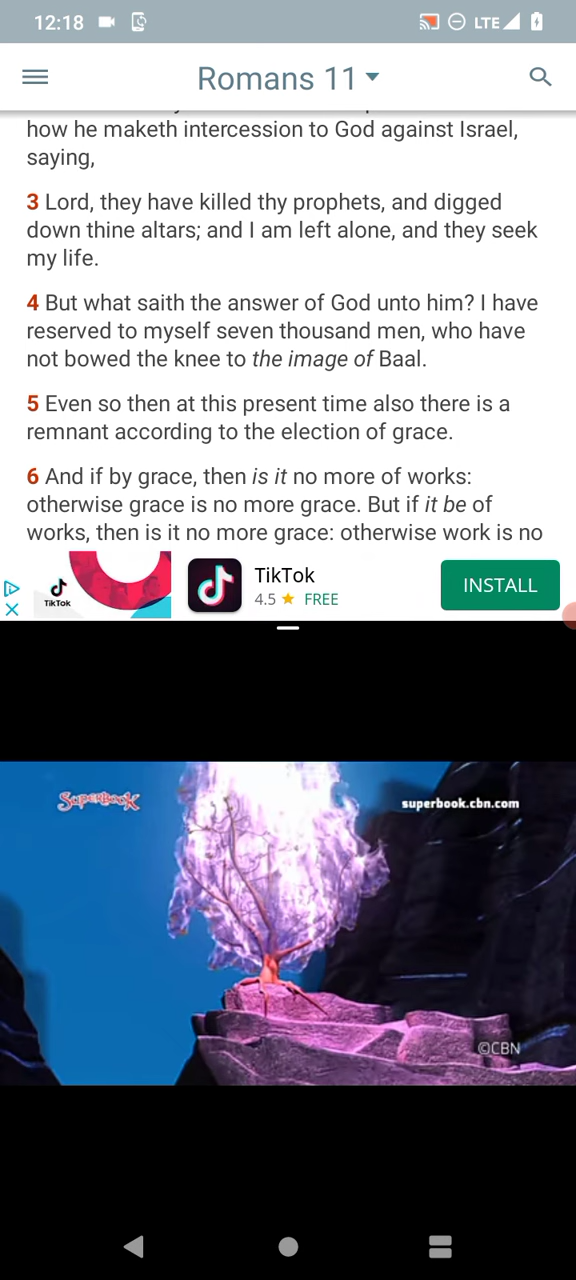 12:18
LTE
Romans 11
how he maketh intercession to God against Israel,
saying,
3 Lord, they have killed thy prophets, and digged
down thine altars; and I am left alone, and they seek
my life.
4 But what saith the answer of God unto him? I have
reserved to myself seven thousand men, who have
not bowed the knee to the image of Baal.
5 Even so then at this present time also there is a
remnant according to the election of grace.
6 And if by grace, then is it no more of works:
otherwise grace is no more grace. But if it be of
works, then is it no more grace: otherwise work is no
TikTok
TikTok
4.5 ★ FREE
INSTALL
SUPERBOOK
superbook.cbn.com
©CBN